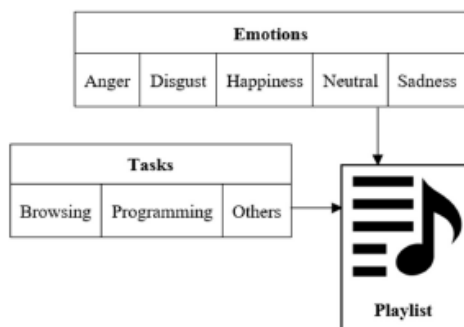 Emotions
Anger Disgust Happiness Neutral Sadness
Tasks
Browsing Programming Others
Playlist